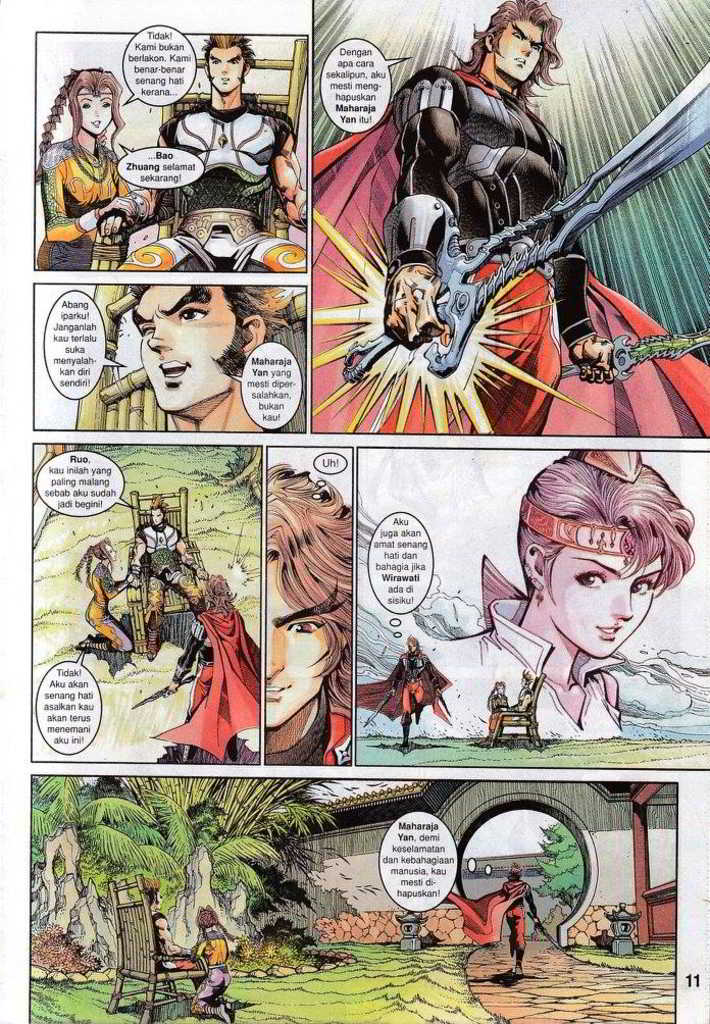 Tidak!
Kami bukan
berlakon. Kami
benar-benar
senang hati
kerana...
...Bao
Zhuang selamat
sekarang!
Dengan
apa cara
sekalipun, aku
mesti meng-
hapuskan
Maharaja
Yan itu!
Abang
iparku!
Janganlah
kau terlalu
suka
menyalah-
kan diri
sendiri!
Maharaja
Yan yang
mesti diper-
salahkan,
bukan
kau!
Ruo,
kau inilah yang
paling malang
sebab aku sudah
jadi begini!
Tidak!
Aku akan
senang hati
asalkan kau
akan terus
menemani
aku ini!
Uh!
Aku
juga akan
amat senang
hati dan
bahagia jika
Wirawati
ada di
sisiku!
Maharaja
Yan, demi
keselamatan
dan kebahagiaan
manusia, kau
mesti di-
hapuskan!
11